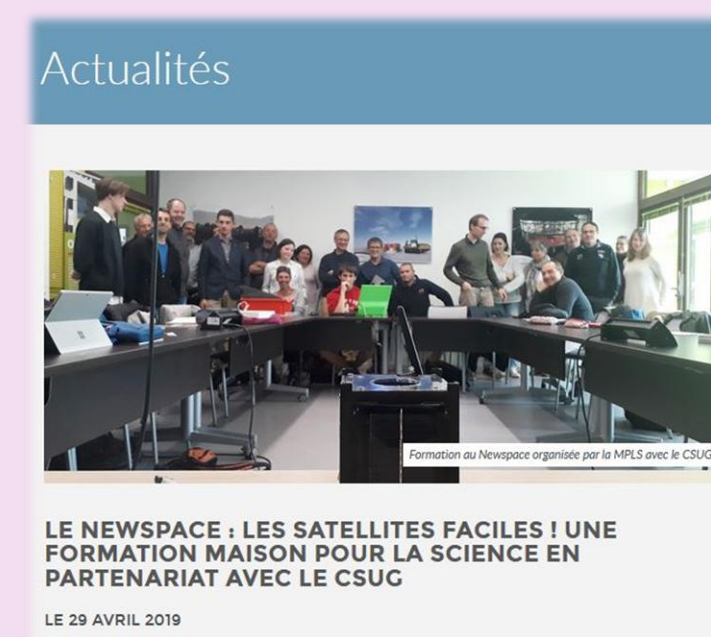 Actualités
Formation au Newspace organisée par la MPLS avec le CSUG
LE NEWSPACE : LES SATELLITES FACILES ! UNE
FORMATION MAISON POUR LA SCIENCE EN
PARTENARIAT AVEC LE CSUG
LE 29 AVRIL 2019